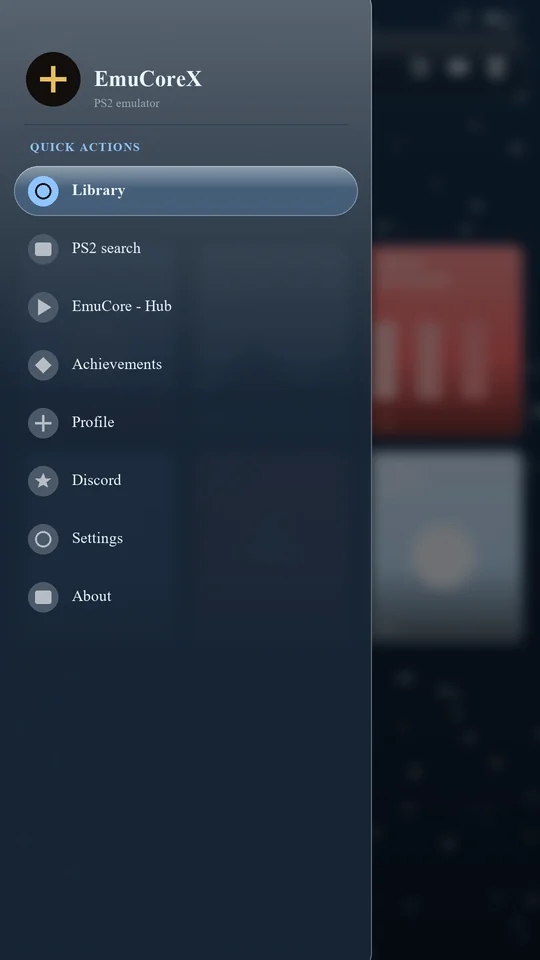 EmuCoreX
PS2 emulator
QUICK ACTIONS
Library
PS2 search
EmuCore - Hub
Achievements
Profile
Discord
Settings
About